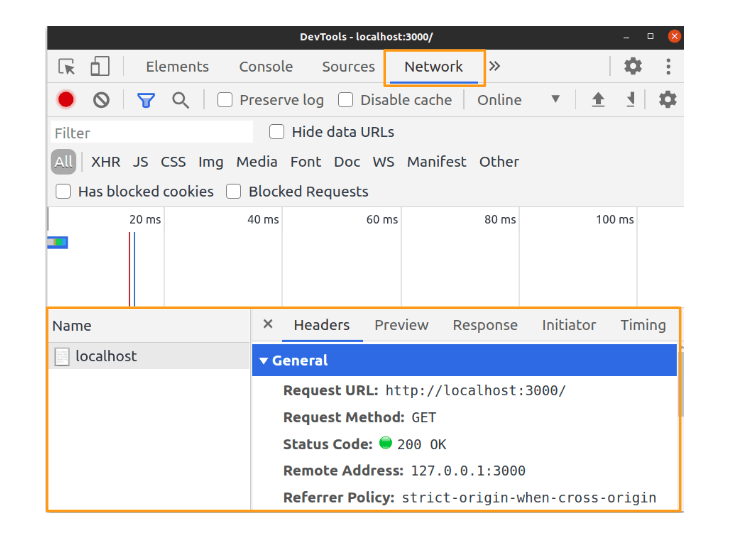 DevTools - localhost:3000/
Elements Console Sources Network »
Preserve log Disable cache Online
Filter Hide data URLs
All XHR JS CSS Img Media Font Doc WS Manifest Other
Has blocked cookies Blocked Requests
20 ms 40 ms 60 ms 80 ms 100 ms
Name × Headers Preview Response Initiator Timing
localhost
General
Request URL: http://localhost:3000/
Request Method: GET
Status Code: 200 OK
Remote Address: 127.0.0.1:3000
Referrer Policy: strict-origin-when-cross-origin